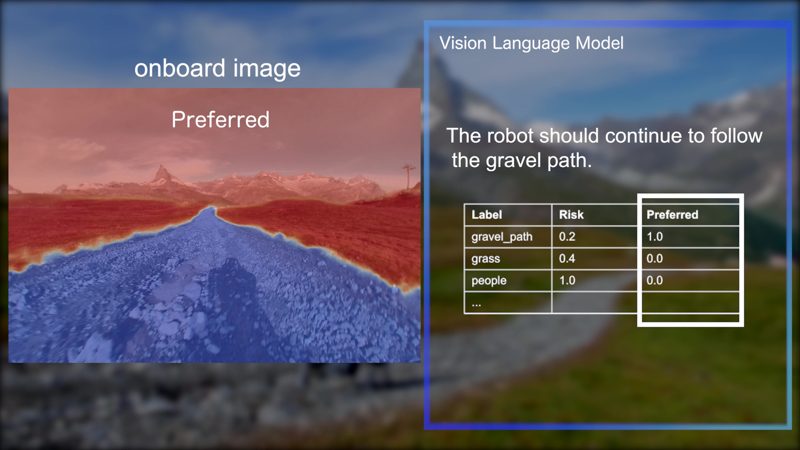 onboard image
Preferred
Vision Language Model
The robot should continue to follow
the gravel path.
Label Risk Preferred
gravel_path 0.2 1.0
grass 0.4 0.0
people 1.0 0.0
...